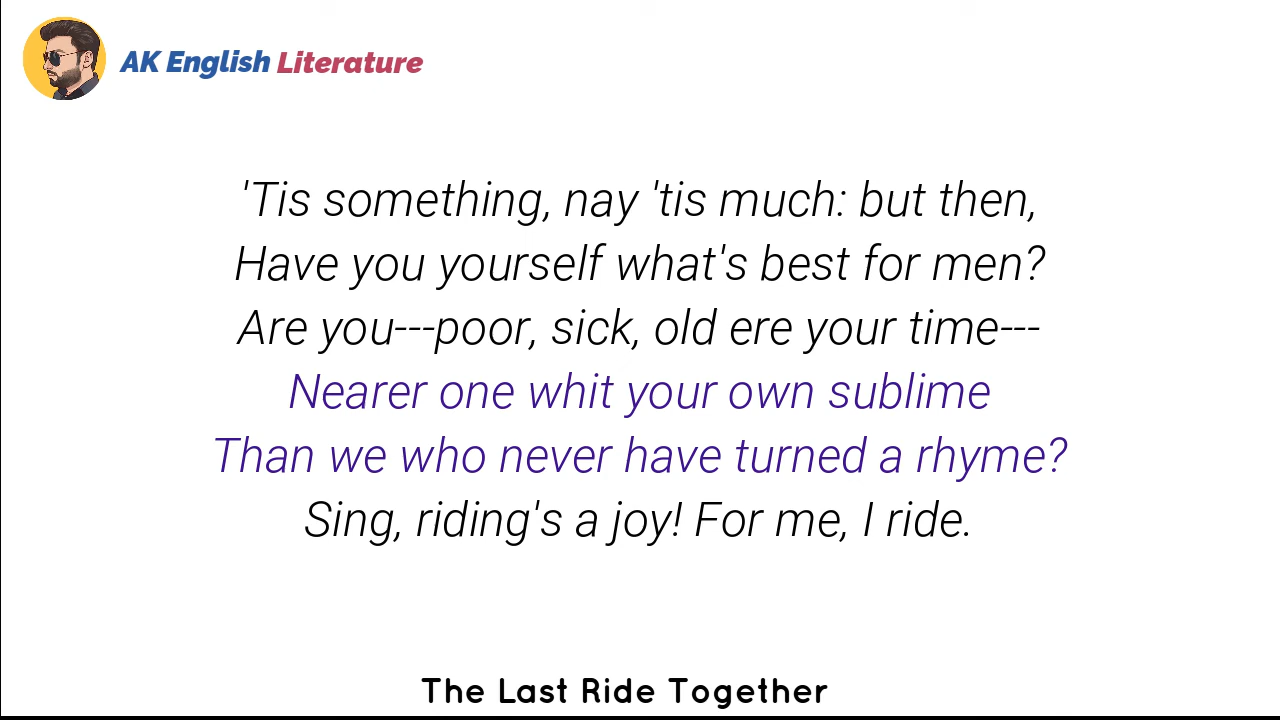 AK English Literature
'Tis something, nay 'tis much: but then,
Have you yourself what's best for men?
Are you---poor, sick, old ere your time---
Nearer one whit your own sublime
Than we who never have turned a rhyme?
Sing, riding's a joy! For me, I ride.
The Last Ride Together